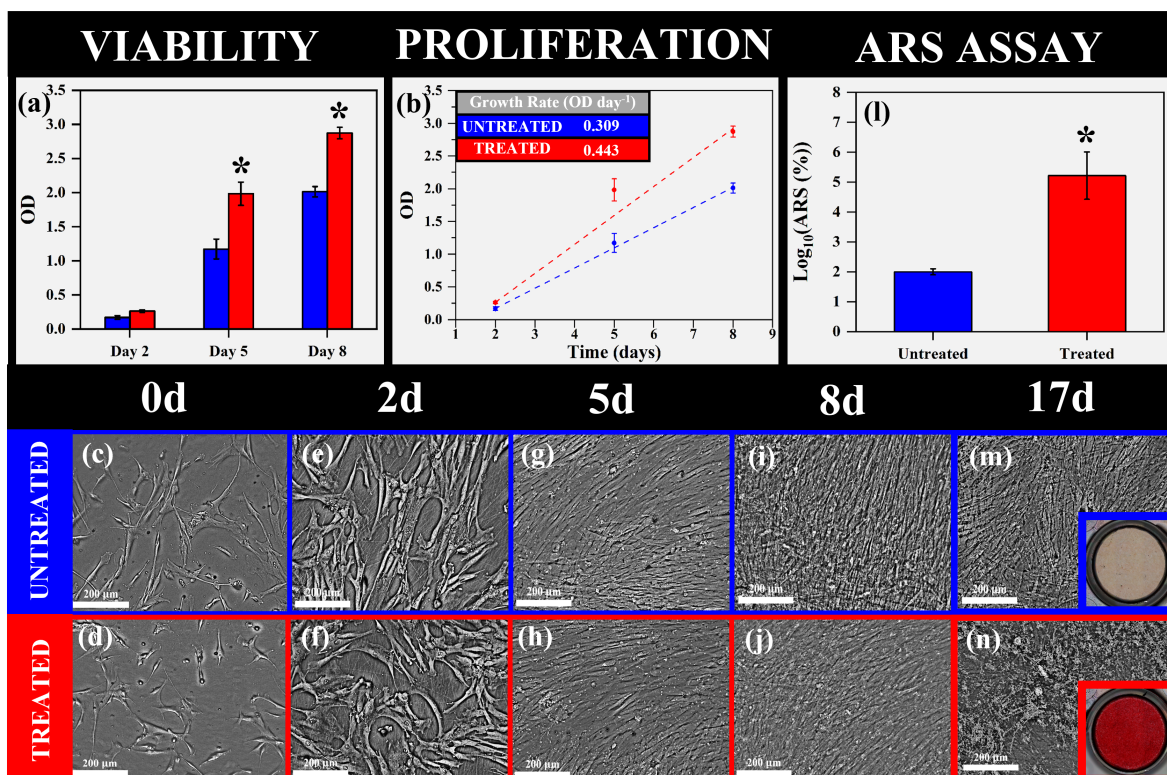 VIABILITY PROLIFERATION ARS ASSAY
(a)
3.5
3.0
2.5
2.0
1.5
1.0
0.5
0.0
OD
*
*
Day 2 Day 5 Day 8
(b)
3.5
3.0
2.5
2.0
1.5
1.0
0.5
0.0
OD
Growth Rate (OD day⁻¹)
UNTREATED 0.309
TREATED 0.443
1 2 3 4 5 6 7 8 9
Time (days)
(l)
8
7
6
5
4
3
2
1
0
Log₁₀(ARS (%))
*
Untreated Treated
0d 2d 5d 8d 17d
UNTREATED
(c) (e) (g) (i) (m)
200 µm 200 µm 200 µm 200 µm 200 µm
TREATED
(d) (f) (h) (j) (n)
200 µm 200 µm 200 µm 200 µm 200 µm